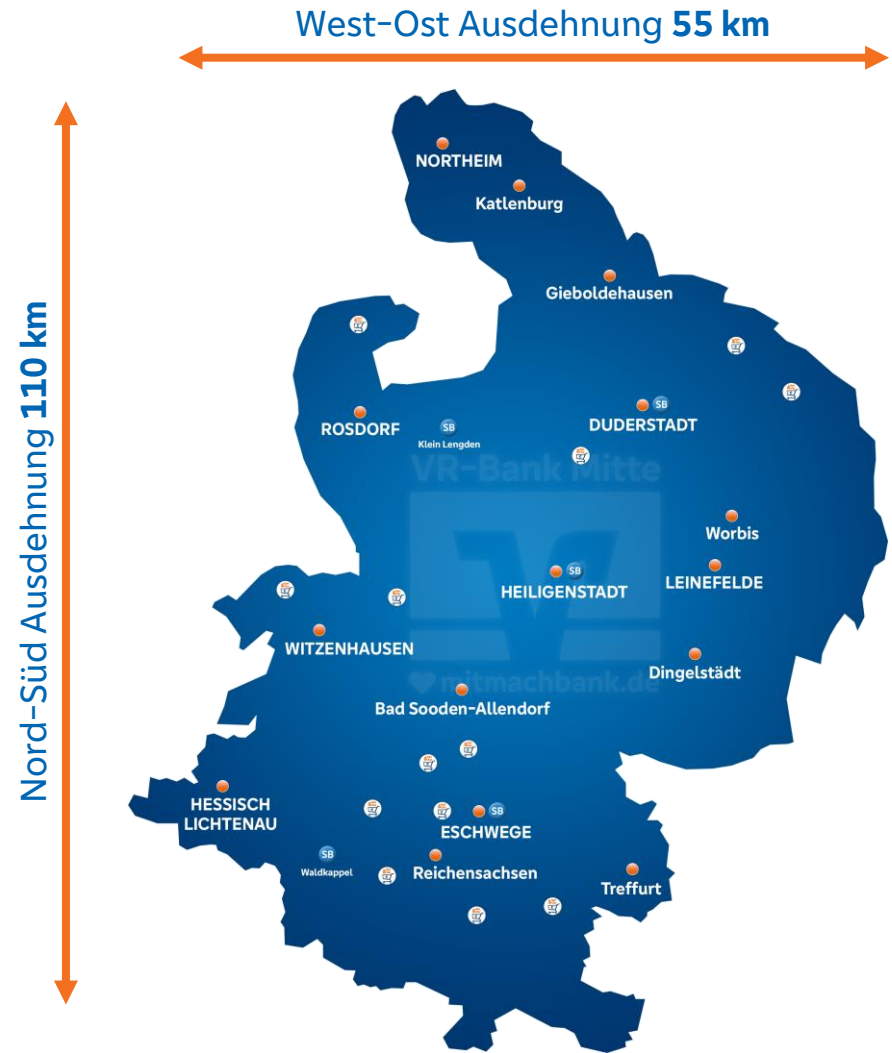 West-Ost Ausdehnung 55 km
Nord-Süd Ausdehnung 110 km
NORTHEIM
Katlenburg
Gieboldehausen
ROSDORF
SB
Klein Lengden
SB
DUDERSTADT
VR-Bank Mitte
Worbis
SB
HEILIGENSTADT
LEINEFELDE
WITZENHAUSEN
Dingelstädt
mitmachbank.de
Bad Sooden-Allendorf
HESSISCH
LICHTENAU
SB
ESCHWEGE
SB
Waldkappel
Reichensachsen
Treffurt